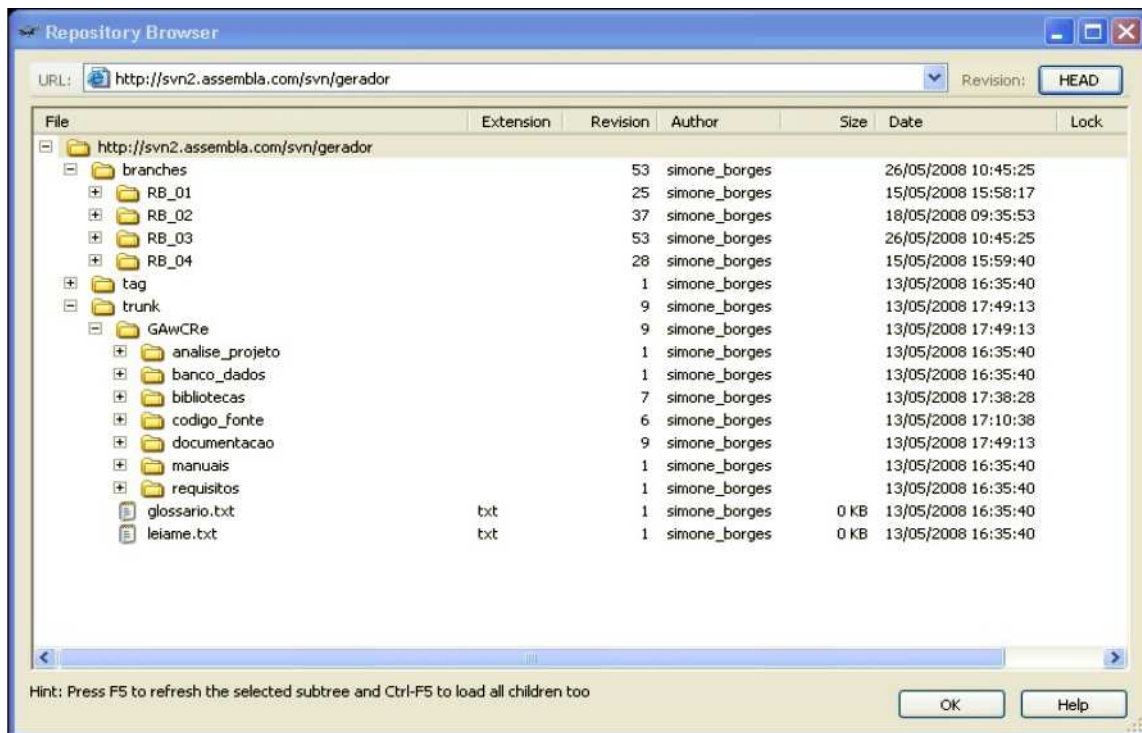 Repository Browser
URL: http://svn2.assembla.com/svn/gerador Revision: HEAD
File Extension Revision Author Size Date Lock
http://svn2.assembla.com/svn/gerador
branches 53 simone_borges 26/05/2008 10:45:25
RB_01 25 simone_borges 15/05/2008 15:58:17
RB_02 37 simone_borges 18/05/2008 09:35:53
RB_03 53 simone_borges 26/05/2008 10:45:25
RB_04 28 simone_borges 15/05/2008 15:59:40
tag 1 simone_borges 13/05/2008 16:35:40
trunk 9 simone_borges 13/05/2008 17:49:13
GAwCRe 9 simone_borges 13/05/2008 17:49:13
analise_projeto 1 simone_borges 13/05/2008 16:35:40
banco_dados 1 simone_borges 13/05/2008 16:35:40
bibliotecas 7 simone_borges 13/05/2008 17:38:28
codigo_fonte 6 simone_borges 13/05/2008 17:10:38
documentacao 9 simone_borges 13/05/2008 17:49:13
manuais 1 simone_borges 13/05/2008 16:35:40
requisitos 1 simone_borges 13/05/2008 16:35:40
glossario.txt txt 1 simone_borges 0 KB 13/05/2008 16:35:40
leiame.txt txt 1 simone_borges 0 KB 13/05/2008 16:35:40
Hint: Press F5 to refresh the selected subtree and Ctrl-F5 to load all children too
OK Help